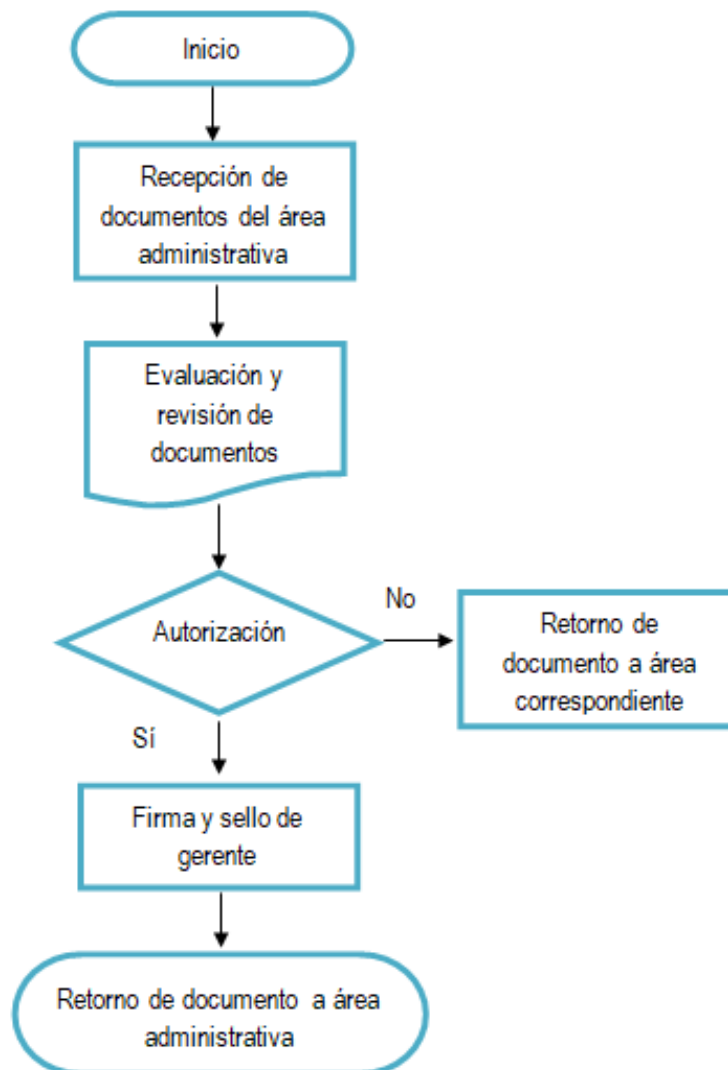 Inicio
Recepción de
documentos del área
administrativa
Evaluación y
revisión de
documentos
Autorización
No
Retorno de
documento a área
correspondiente
Sí
Firma y sello de
gerente
Retorno de documento a área
administrativa